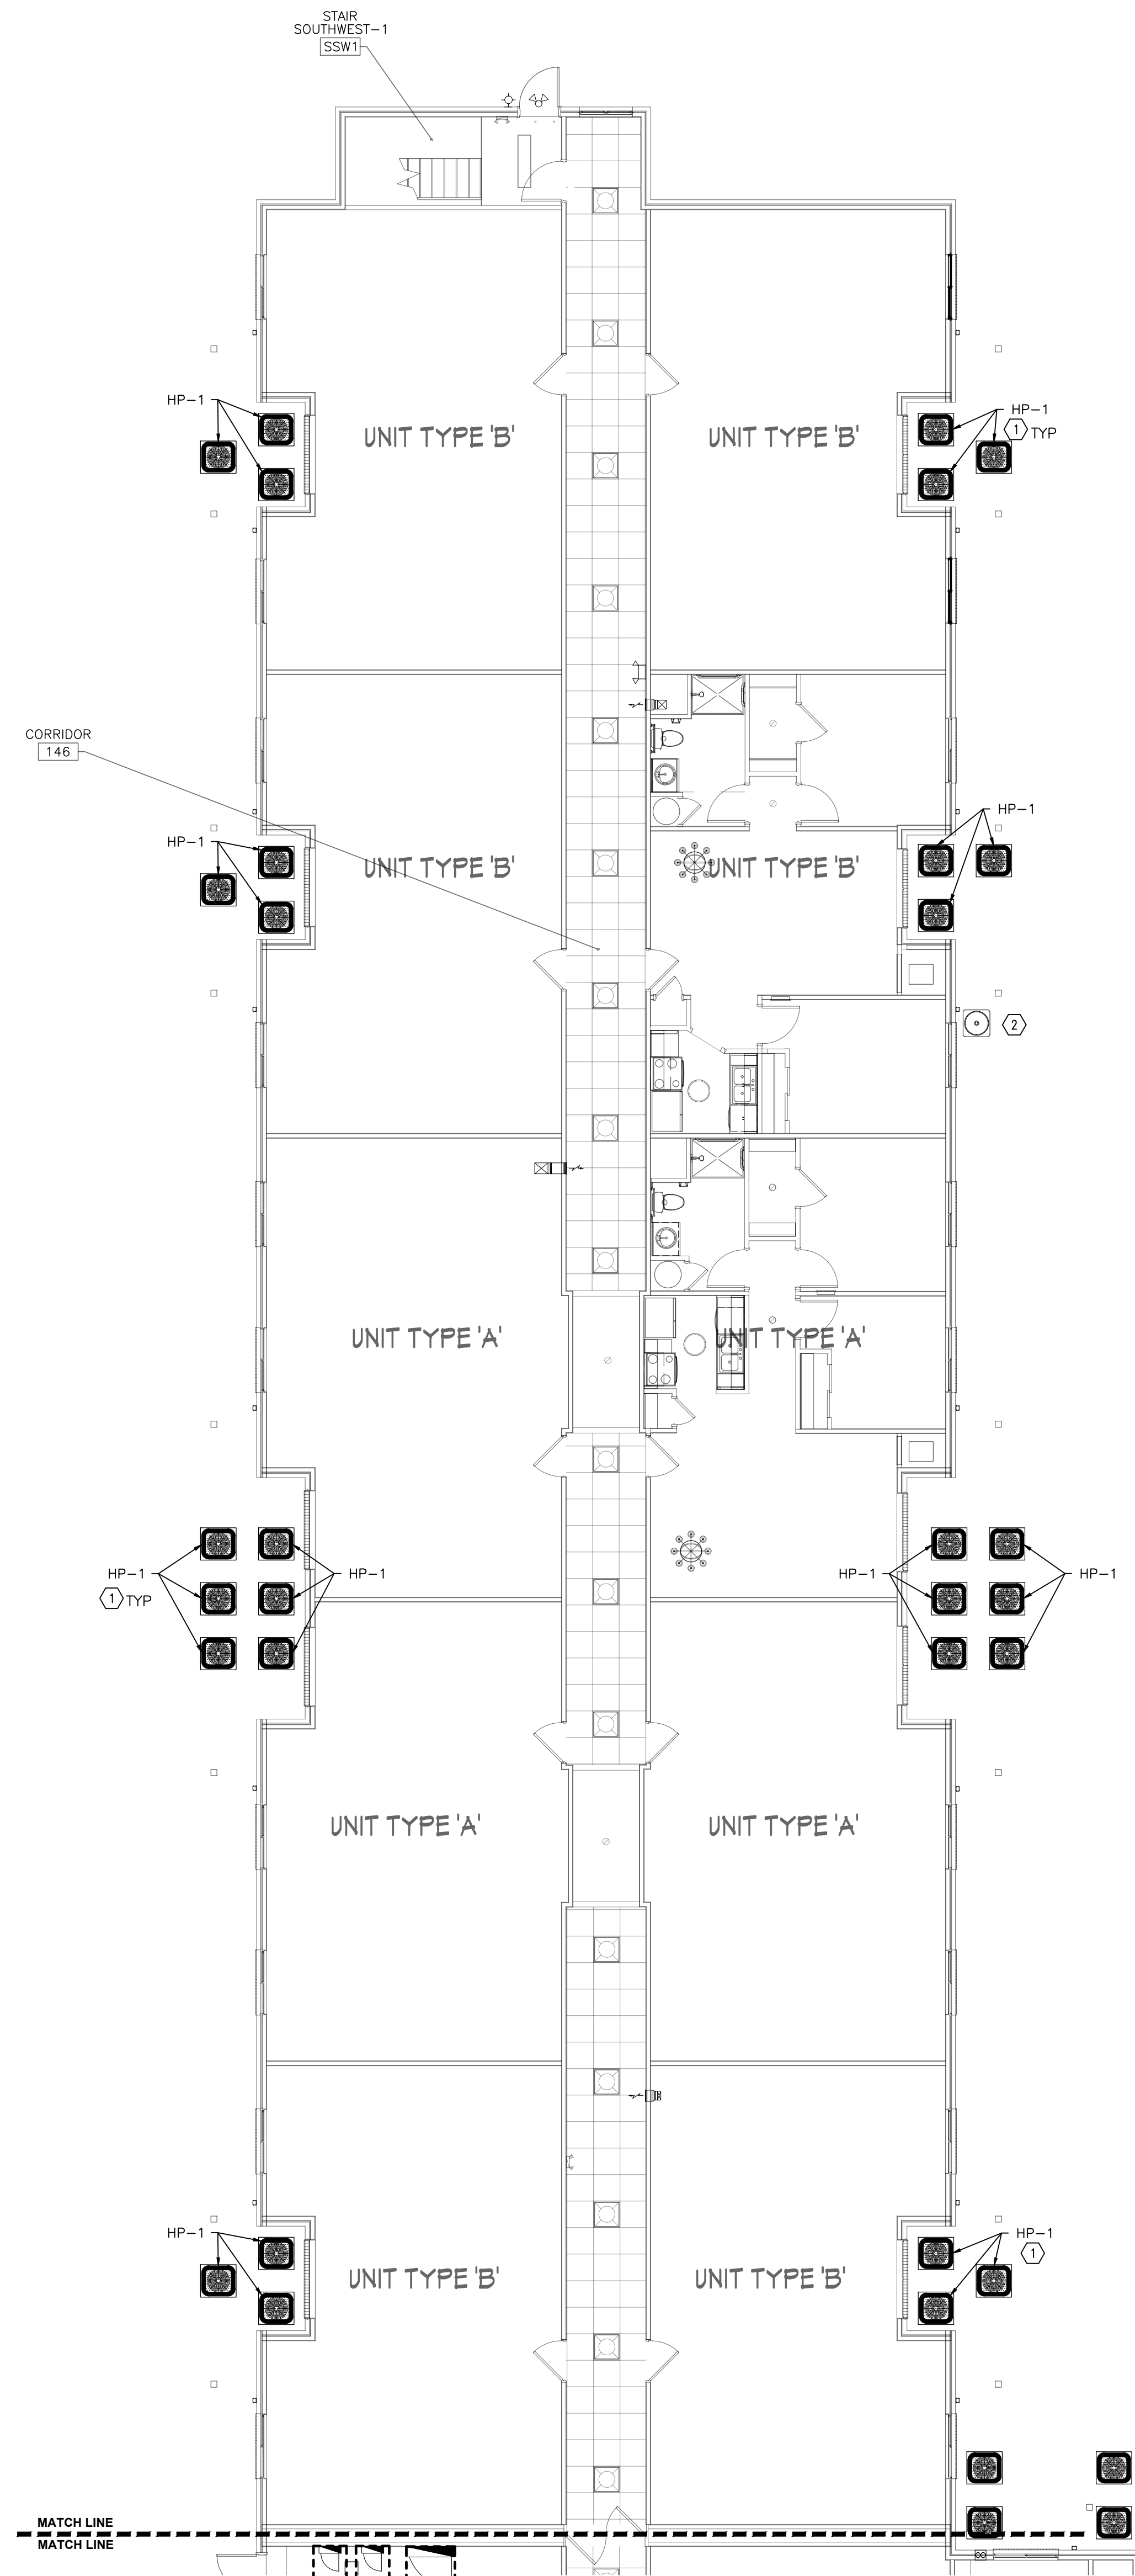 STAIR
SOUTHWEST-1
SSW1
HP-1
UNIT TYPE 'B'
UNIT TYPE 'B'
HP-1
1 TYP
CORRIDOR
146
HP-1
UNIT TYPE 'B'
UNIT TYPE 'B'
HP-1
2
UNIT TYPE 'A'
UNIT TYPE 'A'
HP-1
1 TYP
HP-1
HP-1
HP-1
UNIT TYPE 'A'
UNIT TYPE 'A'
HP-1
UNIT TYPE 'B'
UNIT TYPE 'B'
HP-1
1
MATCH LINE
MATCH LINE